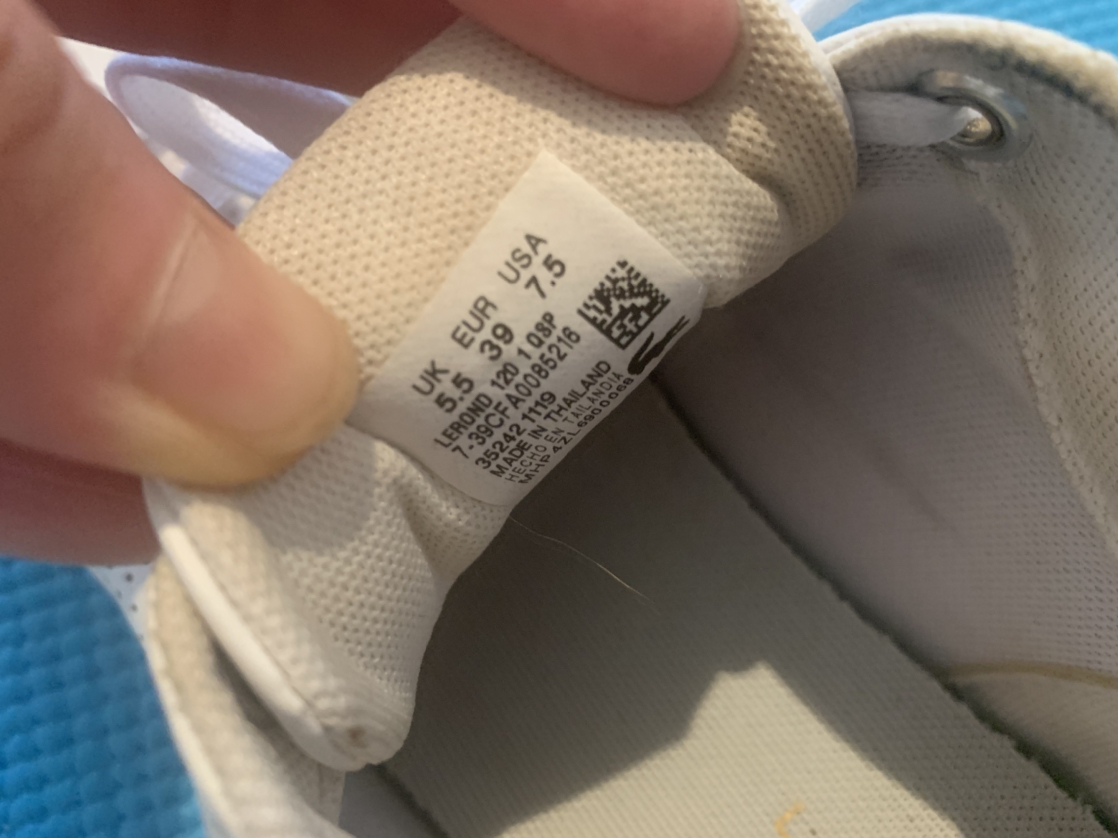 UK EUR USA
5.5 39 7.5
LEROND 120 1 QSP
7-39CFA0085216
35242 1119
MADE IN THAILAND
HECHO EN TAILANDIA
MHP4ZL6900068